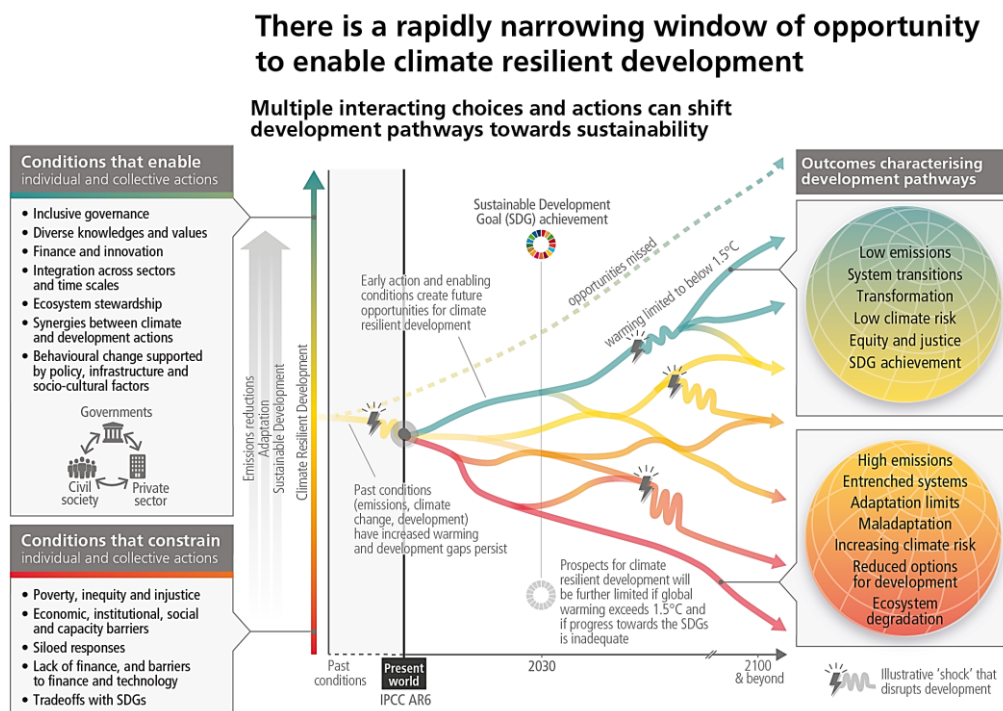 There is a rapidly narrowing window of opportunity
to enable climate resilient development
Multiple interacting choices and actions can shift
development pathways towards sustainability
Conditions that enable
individual and collective actions
• Inclusive governance
• Diverse knowledges and values
• Finance and innovation
• Integration across sectors
and time scales
• Ecosystem stewardship
• Synergies between climate
and development actions
• Behavioural change supported
by policy, infrastructure and
socio-cultural factors
Governments
Civil
society
Private
sector
Conditions that constrain
individual and collective actions
• Poverty, inequity and injustice
• Economic, institutional, social
and capacity barriers
• Siloed responses
• Lack of finance, and barriers
to finance and technology
• Tradeoffs with SDGs
Emissions reductions
Adaptation
Sustainable Development
Climate Resilient Development
Early action and enabling
conditions create future
opportunities for climate
resilient development
Past conditions
(emissions, climate
change, development)
have increased warming
and development gaps persist
Sustainable Development
Goal (SDG) achievement
opportunities missed
warming limited to below 1.5°C
Prospects for climate
resilient development will
be further limited if global
warming exceeds 1.5°C and
if progress towards the SDGs
is inadequate
Past
conditions
Present
world
IPCC AR6
2030
2100
& beyond
Outcomes characterising
development pathways
Low emissions
System transitions
Transformation
Low climate risk
Equity and justice
SDG achievement
High emissions
Entrenched systems
Adaptation limits
Maladaptation
Increasing climate risk
Reduced options
for development
Ecosystem
degradation
Illustrative 'shock' that
disrupts development